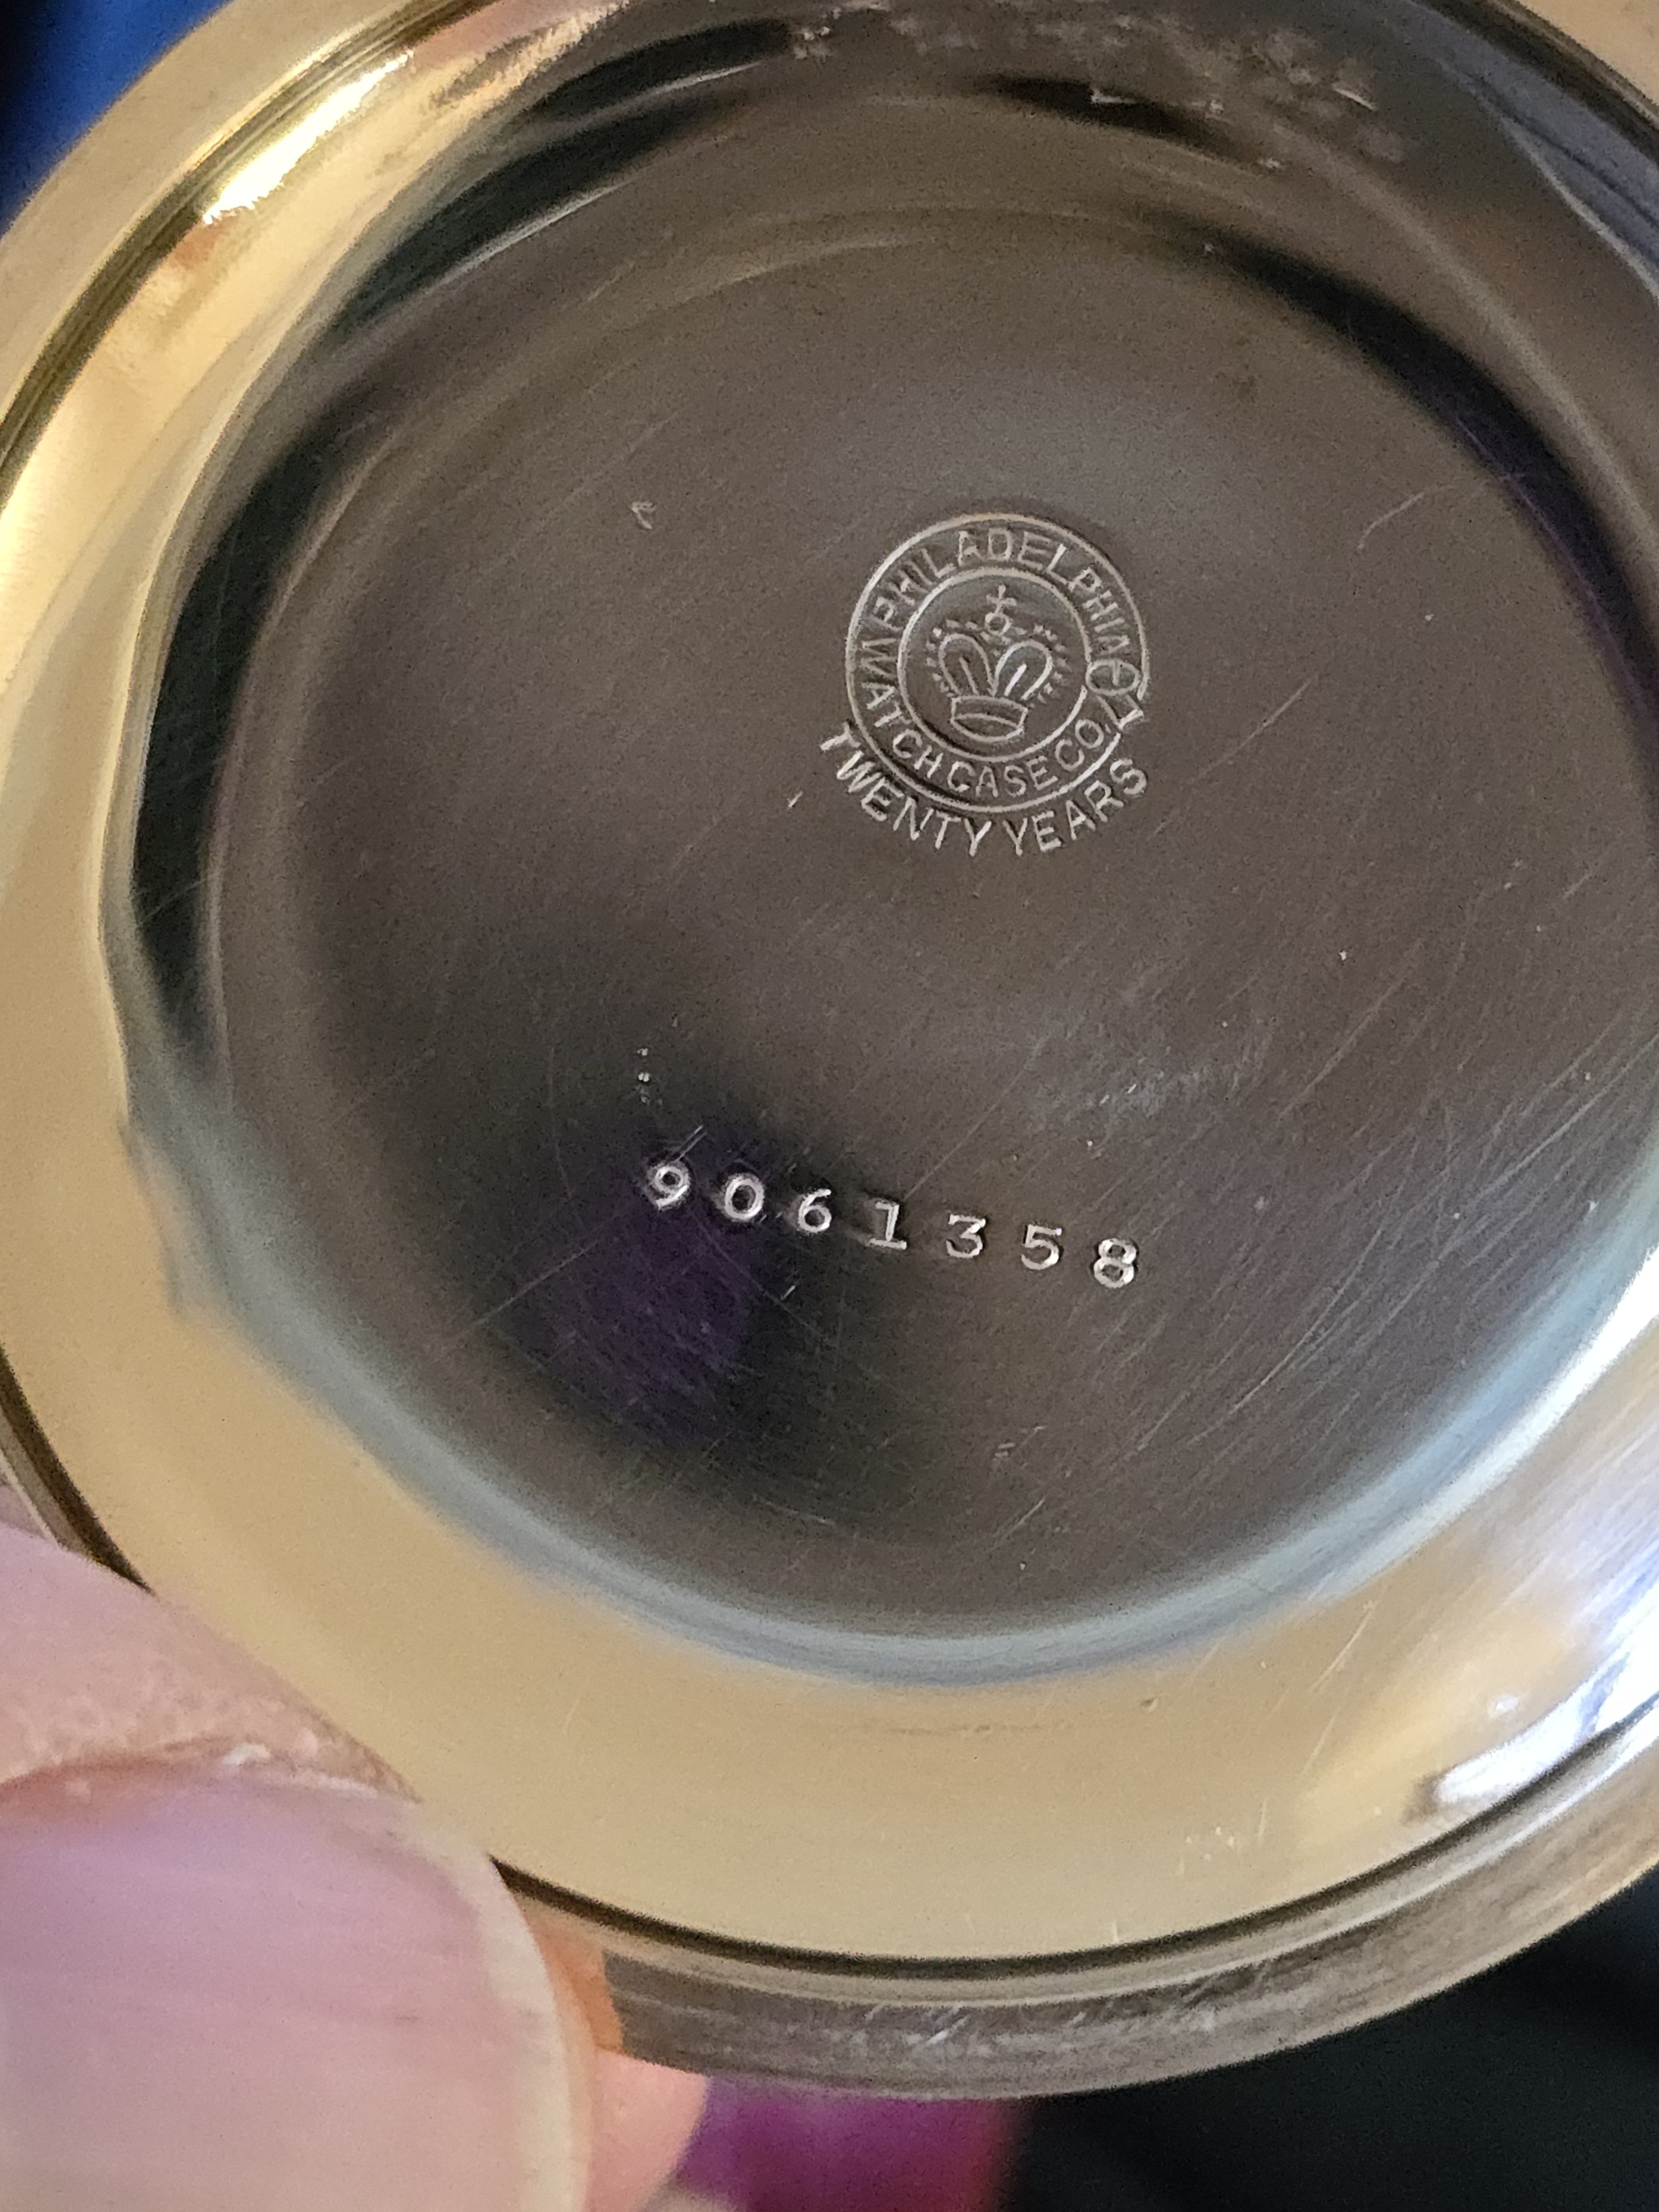 PHILADELPHIA
WATCH CASE CO.
TWENTY YEARS
9061358